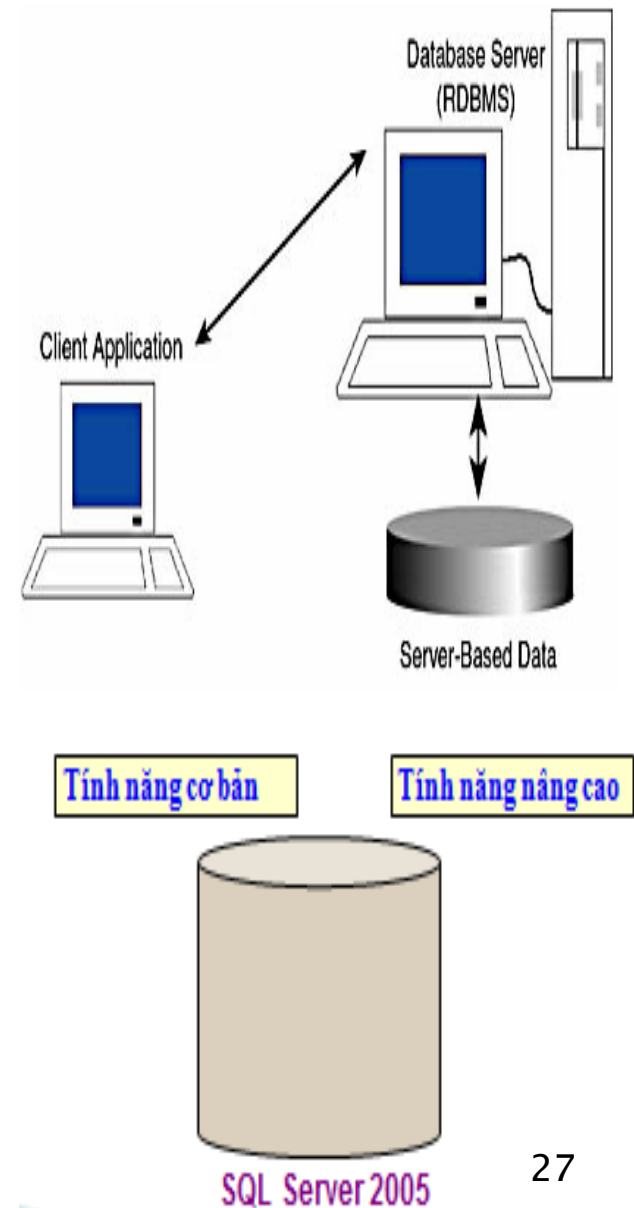 Database Server
(RDBMS)
Client Application
Server-Based Data
Tính năng cơ bản
Tính năng nâng cao
SQL Server 2005
27